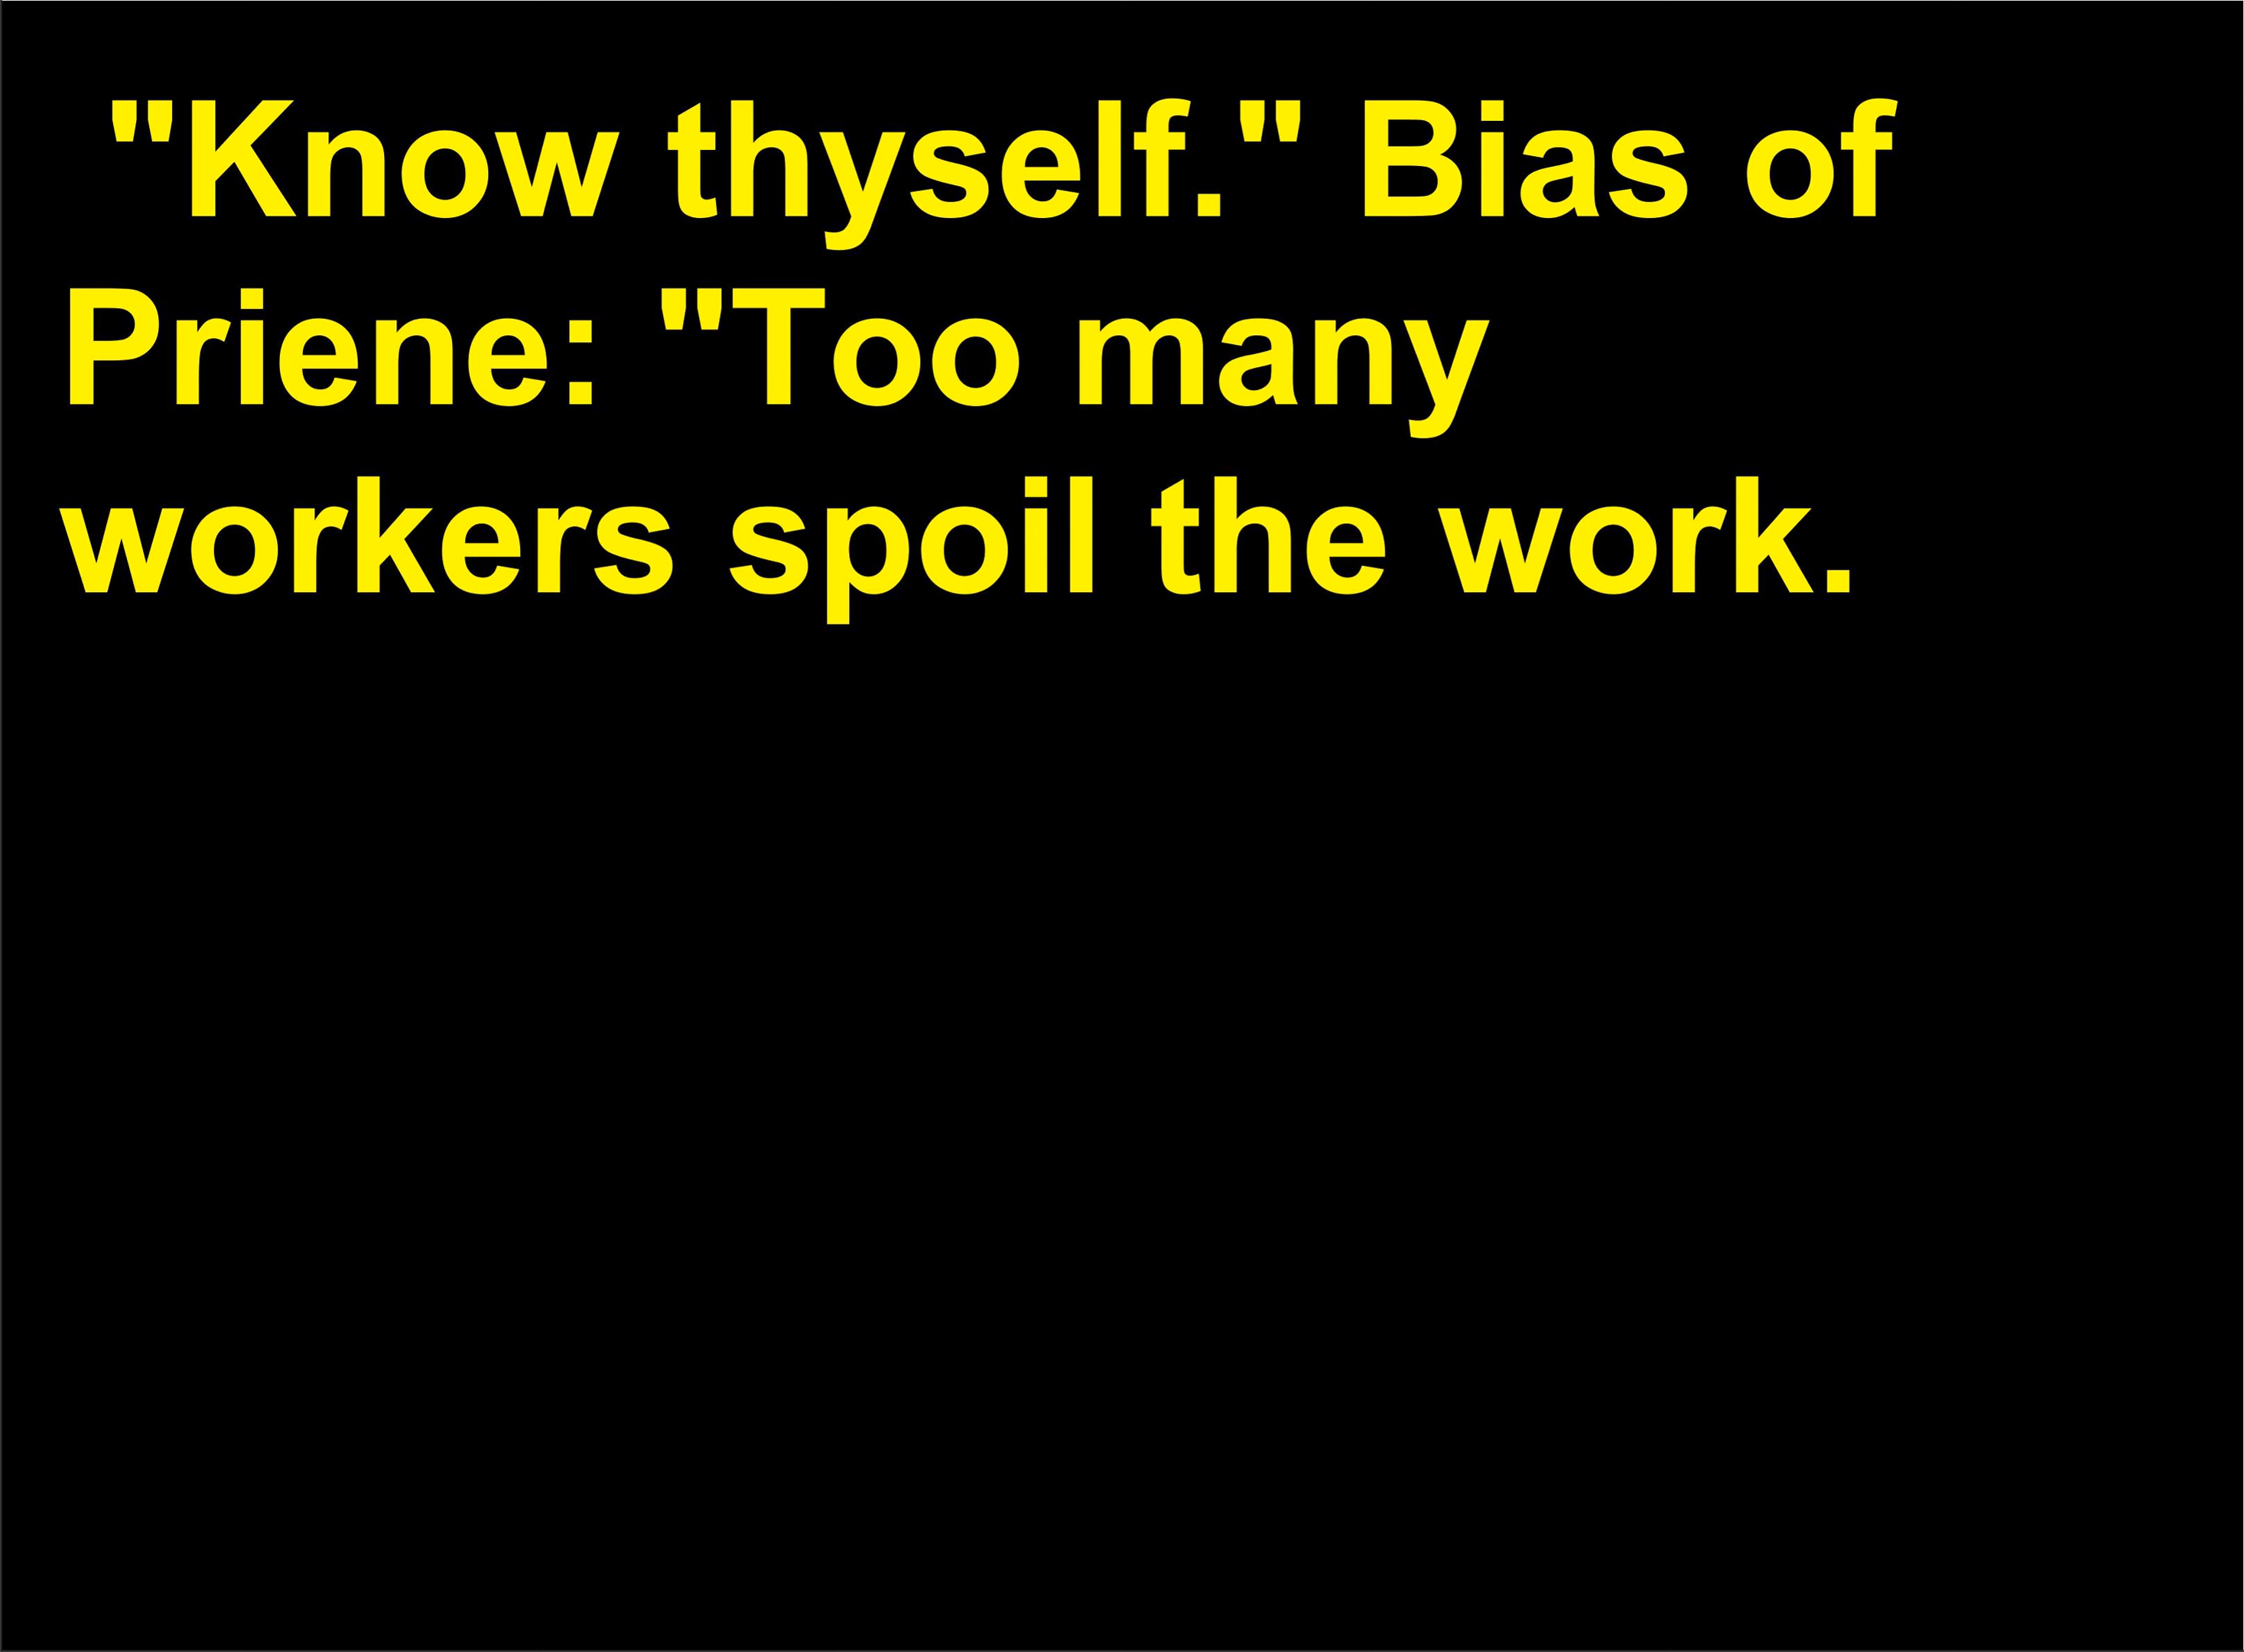 "Know thyself." Bias of
Priene: "Too many
workers spoil the work.